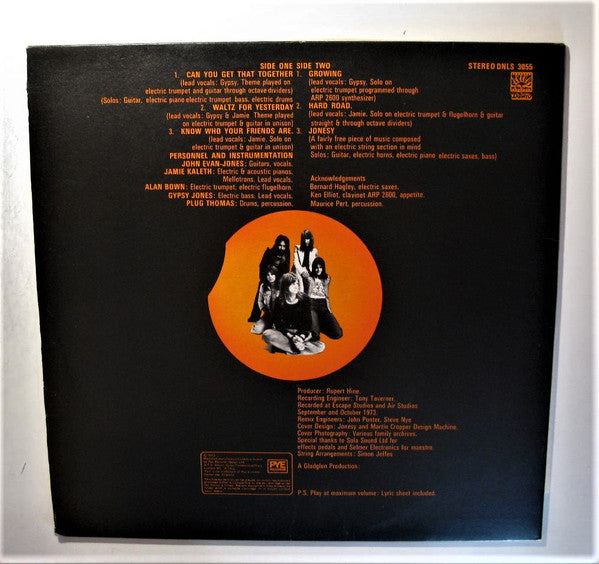 SIDE ONE
1. CAN YOU GET THAT TOGETHER
(lead vocals: Gypsy. Theme played on
electric trumpet and guitar through octave dividers)
(Solos: Guitar, electric piano electric trumpet bass, electric drums
2. WALTZ FOR YESTERDAY
(lead vocals: Gypsy & Jamie Theme played
on electric trumpet & guitar in unison)
3. KNOW WHO YOUR FRIENDS ARE.
(lead vocals: Jamie. Solo on
electric trumpet & guitar in unison)
PERSONNEL AND INSTRUMENTATION
JOHN EVAN-JONES: Guitars, vocals.
JAMIE KALETH: Electric & acoustic pianos.
Mellotrons. Lead vocals.
ALAN BOWN: Electric trumpet, electric flugelhorn.
GYPSY JONES: Electric bass. Lead vocals.
PLUG THOMAS: Drums, percussion.
SIDE TWO
1. GROWING
(lead vocals: Gypsy. Solo on
electric trumpet programmed through
ARP 2600 synthesizer)
2. HARD ROAD.
(lead vocals: Jamie. Solo on electric trumpet & flugelhorn & guitar
straight & through octave dividers)
3. JONESY
(A fairly free piece of music composed
with an electric string section in mind
Solos: Guitar, electric horns, electric piano electric saxes, bass)
Acknowledgements
Bernard Hagley, electric saxes.
Ken Elliot, clavinet ARP 2600, appetite.
Maurice Pert, percussion.
STEREO DNLS 3055
Producer: Rupert Hine.
Recording Engineer: Tony Taverner.
Recorded at Escape Studios and Air Studios
September and October 1973.
Remix Engineers: John Punter, Steve Nye
Cover Design: Jonesy and Martin Cropper Design Machine.
Cover Photography: Various family archives.
Special thanks to Sola Sound Ltd for
effects pedals and Selmer Electronics for maestro.
String Arrangements: Simon Jeffes
A Gladglen Production:
P.S. Play at maximum volume: Lyric sheet included.
PYE